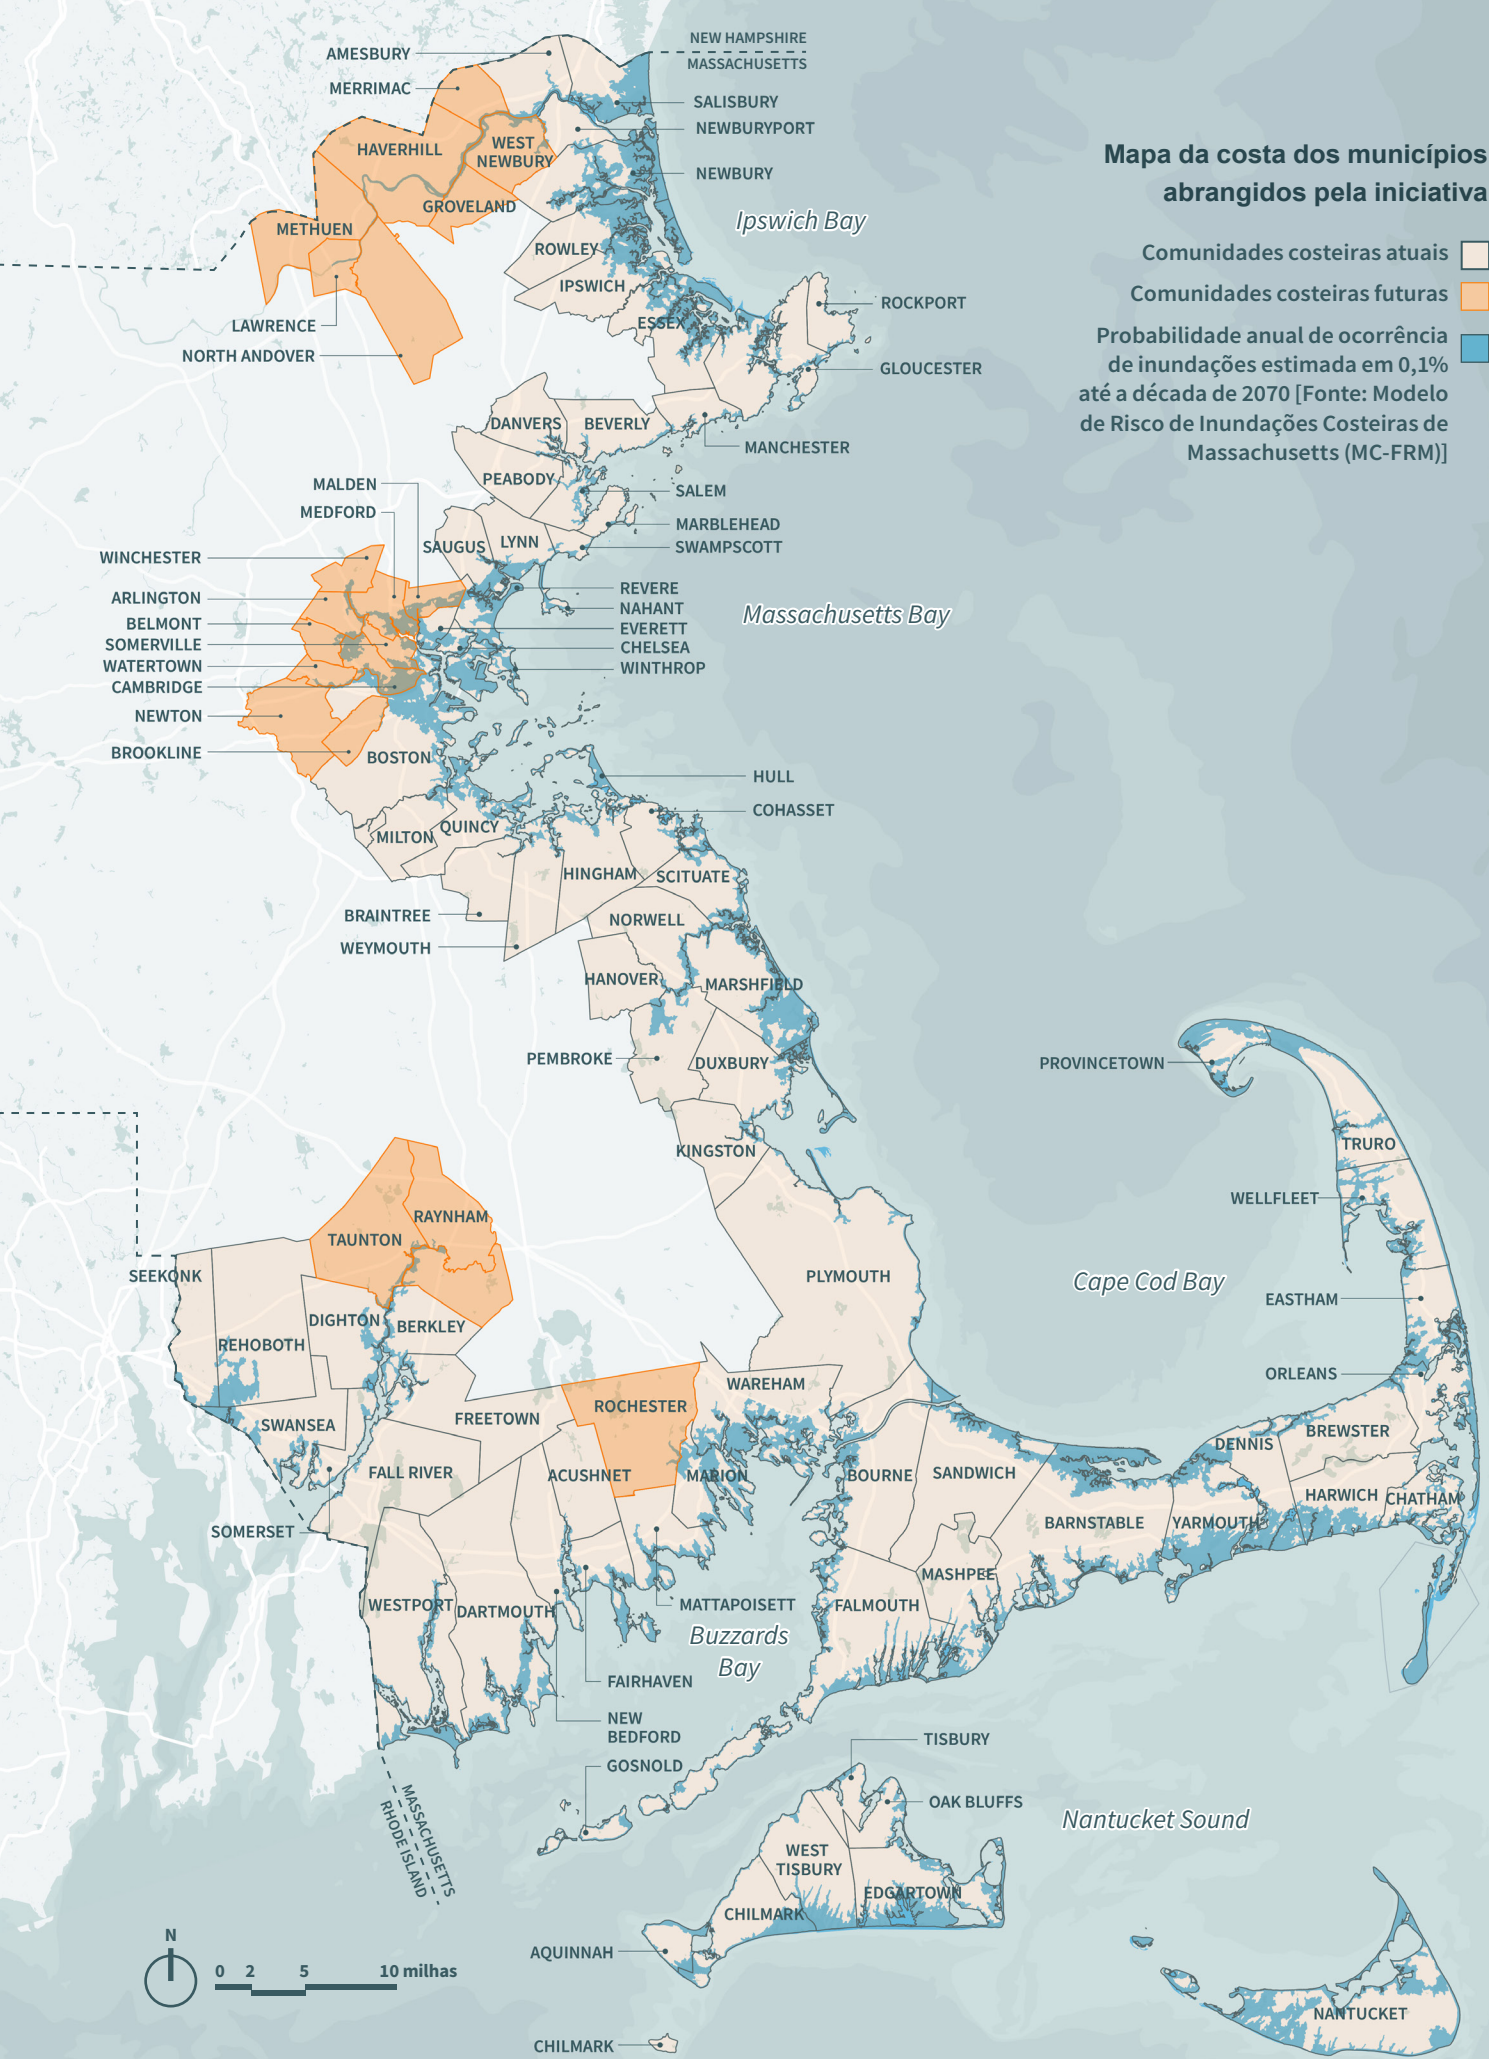 NEW HAMPSHIRE
MASSACHUSETTS
AMESBURY
MERRIMAC
SALISBURY
NEWBURYPORT
HAVERHILL
WEST
NEWBURY
NEWBURY
GROVELAND
METHUEN
Ipswich Bay
ROWLEY
IPSWICH
ESSEX
ROCKPORT
LAWRENCE
NORTH ANDOVER
GLOUCESTER
Mapa da costa dos municípios
abrangidos pela iniciativa
Comunidades costeiras atuais
Comunidades costeiras futuras
Probabilidade anual de ocorrência
de inundações estimada em 0,1%
até a década de 2070 [Fonte: Modelo
de Risco de Inundações Costeiras de
Massachusetts (MC-FRM)]
DANVERS
BEVERLY
MANCHESTER
PEABODY
MALDEN
MEDFORD
SALEM
MARBLEHEAD
SWAMPSCOTT
SAUGUS
LYNN
WINCHESTER
ARLINGTON
BELMONT
SOMERVILLE
WATERTOWN
CAMBRIDGE
NEWTON
BROOKLINE
REVERE
NAHANT
EVERETT
CHELSEA
WINTHROP
Massachusetts Bay
BOSTON
HULL
COHASSET
MILTON
QUINCY
HINGHAM
SCITUATE
BRAINTREE
WEYMOUTH
NORWELL
HANOVER
MARSHFIELD
PEMBROKE
DUXBURY
KINGSTON
PROVINCETOWN
TRURO
WELLFLEET
Cape Cod Bay
EASTHAM
ORLEANS
PLYMOUTH
RAYNHAM
TAUNTON
SEEKONK
DIGHTON
BERKLEY
REHOBOTH
SWANSEA
FREETOWN
ROCHESTER
WAREHAM
FALL RIVER
ACUSHNET
MARION
BOURNE
SANDWICH
DENNIS
BREWSTER
HARWICH
CHATHAM
BARNSTABLE
YARMOUTH
SOMERSET
MASHPEE
WESTPORT
DARTMOUTH
MATTAPOISETT
FALMOUTH
Buzzards
Bay
FAIRHAVEN
NEW
BEDFORD
GOSNOLD
TISBURY
OAK BLUFFS
Nantucket Sound
WEST
TISBURY
EDGARTOWN
CHILMARK
AQUINNAH
MASSACHUSETTS
RHODE ISLAND
N
0 2 5 10 milhas
NANTUCKET
CHILMARK